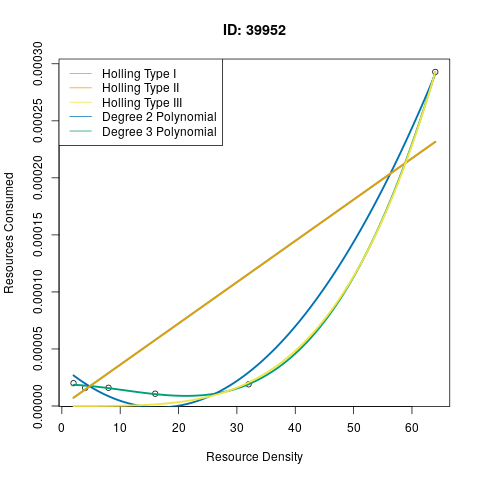 ID: 39952
Holling Type I
Holling Type II
Holling Type III
Degree 2 Polynomial
Degree 3 Polynomial
Resources Consumed
0.00030
0.00025
0.00020
0.00015
0.00010
0.00005
0.00000
0 10 20 30 40 50 60
Resource Density